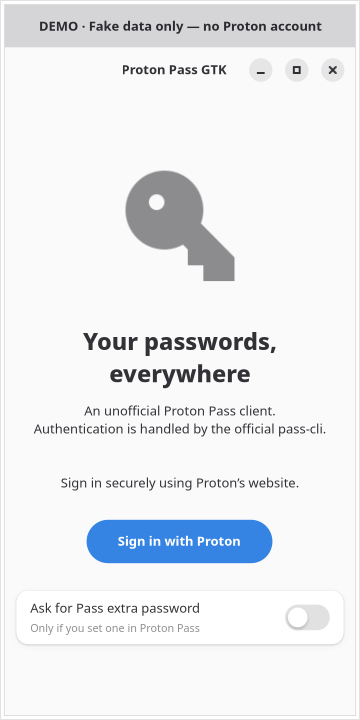 DEMO · Fake data only — no Proton account
Proton Pass GTK
Your passwords,
everywhere
An unofficial Proton Pass client.
Authentication is handled by the official pass-cli.
Sign in securely using Proton’s website.
Sign in with Proton
Ask for Pass extra password
Only if you set one in Proton Pass